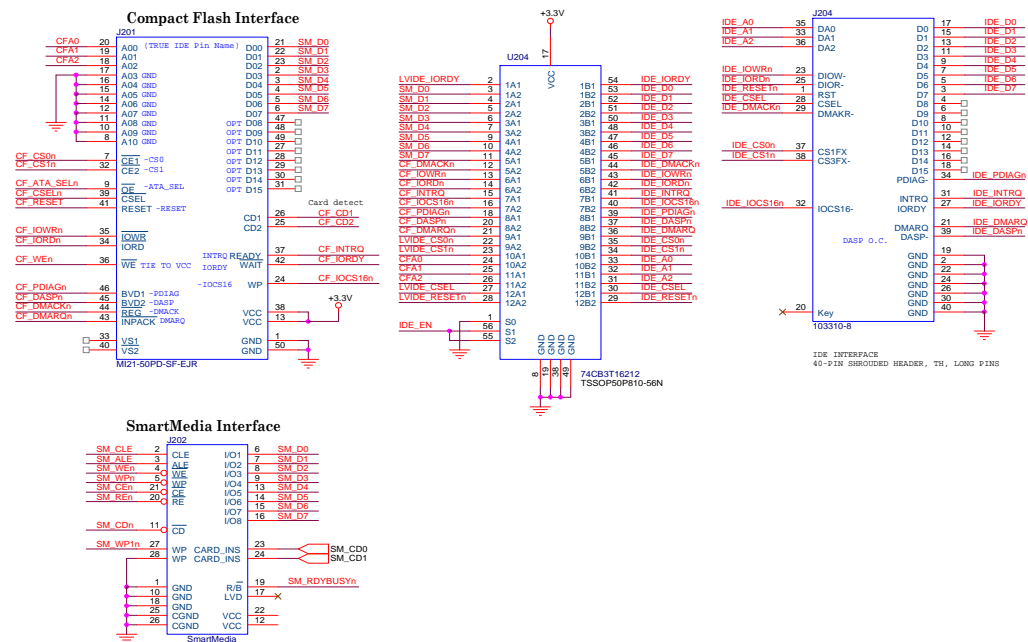 Compact Flash Interface
J201
CFA0 20 A00 (TRUE IDE Pin Name) D00 21 SM_D0
CFA1 19 A01 D01 22 SM_D1
CFA2 18 A02 D02 23 SM_D2
17 A03 GND D03 2 SM_D3
16 A04 GND D04 3 SM_D4
15 A05 GND D05 4 SM_D5
14 A06 GND D06 5 SM_D6
12 A07 GND D07 6 SM_D7
11 A08 GND OPT D08 47
10 A09 GND OPT D09 48
8 A10 GND OPT D10 49
OPT D11 27
CF_CS0n 7 CE1 -CS0 OPT D12 28
CF_CS1n 32 CE2 -CS1 OPT D13 29
OPT D14 30
CF_ATA_SELn 9 OE -ATA_SEL OPT D15 31
CF_CSELn 39 CSEL
CF_RESET 41 RESET -RESET
Card detect
CD1 26 CF_CD1
CD2 25 CF_CD2
CF_IOWRn 35 IOWR
CF_IORDn 34 IORD
INTRQ READY 37 CF_INTRQ
CF_WEn 36 WE TIE TO VCC IORDY WAIT 42 CF_IORDY
-IOCS16 WP 24 CF_IOCS16n
CF_PDIAGn 46 BVD1 -PDIAG
CF_DASPn 45 BVD2 -DASP
CF_DMACKn 44 REG -DMACK VCC 38
CF_DMARQn 43 INPACK DMARQ VCC 13
+3.3V
33 VS1 GND 1
40 VS2 GND 50
MI21-50PD-SF-EJR
+3.3V
U204
17 VCC
LVIDE_IORDY 2 1A1 1B1 54 IDE_IORDY
SM_D0 3 1A2 1B2 53 IDE_D0
SM_D1 4 2A1 2B1 52 IDE_D1
SM_D2 5 2A2 2B2 51 IDE_D2
SM_D3 6 3A1 3B1 50 IDE_D3
SM_D4 7 3A2 3B2 48 IDE_D4
SM_D5 9 4A1 4B1 47 IDE_D5
SM_D6 10 4A2 4B2 46 IDE_D6
SM_D7 11 5A1 5B1 45 IDE_D7
CF_DMACKn 12 5A2 5B2 44 IDE_DMACKn
CF_IOWRn 13 6A1 6B1 43 IDE_IOWRn
CF_IORDn 14 6A2 6B2 42 IDE_IORDn
CF_INTRQ 15 7A1 7B1 41 IDE_INTRQ
CF_IOCS16n 16 7A2 7B2 40 IDE_IOCS16n
CF_PDIAGn 18 8A1 8B1 39 IDE_PDIAGn
CF_DASPn 20 8A2 8B2 37 IDE_DASPn
CF_DMARQn 21 9A1 9B1 36 IDE_DMARQ
LVIDE_CS0n 22 9A2 9B2 35 IDE_CS0n
LVIDE_CS1n 23 10A1 10B1 34 IDE_CS1n
CFA0 24 10A2 10B2 33 IDE_A0
CFA1 25 11A1 11B1 32 IDE_A1
CFA2 26 11A2 11B2 31 IDE_A2
LVIDE_CSEL 27 12A1 12B1 30 IDE_CSEL
LVIDE_RESETn 28 12A2 12B2 29 IDE_RESETn
1 S0
IDE_EN 56 S1
55 S2
GND GND GND GND
8 19 38 49
74CB3T16212
TSSOP50P810-56N
J204
IDE_A0 35 DA0 D0 17 IDE_D0
IDE_A1 33 DA1 D1 15 IDE_D1
IDE_A2 36 DA2 D2 13 IDE_D2
D3 11 IDE_D3
D4 9 IDE_D4
IDE_IOWRn 23 DIOW- D5 7 IDE_D5
IDE_IORDn 25 DIOR- D6 5 IDE_D6
IDE_RESETn 1 RST D7 3 IDE_D7
IDE_CSEL 28 CSEL D8 4
IDE_DMACKn 29 DMAKR- D9 6
D10 8
D11 10
D12 12
IDE_CS0n 37 CS1FX D13 14
IDE_CS1n 38 CS3FX- D14 16
D15 18
PDIAG- 34 IDE_PDIAGn
INTRQ 31 IDE_INTRQ
IDE_IOCS16n 32 IOCS16- IORDY 27 IDE_IORDY
DMARQ 21 IDE_DMARQ
DASP O.C. DASP- 39 IDE_DASPn
GND 19
GND 2
GND 22
GND 24
GND 26
GND 30
20 Key GND 40
103310-8
IDE INTERFACE
40-PIN SHROUDED HEADER, TH, LONG PINS
SmartMedia Interface
J202
SM_CLE 2 CLE I/O1 6 SM_D0
SM_ALE 3 ALE I/O2 7 SM_D1
SM_WEn 4 WE I/O3 8 SM_D2
SM_WPn 5 WP I/O4 9 SM_D3
SM_CEn 21 CE I/O5 13 SM_D4
SM_REn 20 RE I/O6 14 SM_D5
I/O7 15 SM_D6
I/O8 16 SM_D7
SM_CDn 11 CD
SM_WP1n 27 WP CARD_INS 23 SM_CD0
28 WP CARD_INS 24 SM_CD1
1 GND R/B 19 SM_RDYBUSYn
10 GND LVD 17
18 GND
25 CGND VCC 22
26 CGND VCC 12
SmartMedia